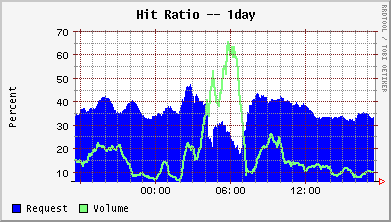 Hit Ratio -- 1day
RRDTOOL / TOBI OETIKER
Percent
70
60
50
40
30
20
10
00:00 06:00 12:00
Request Volume